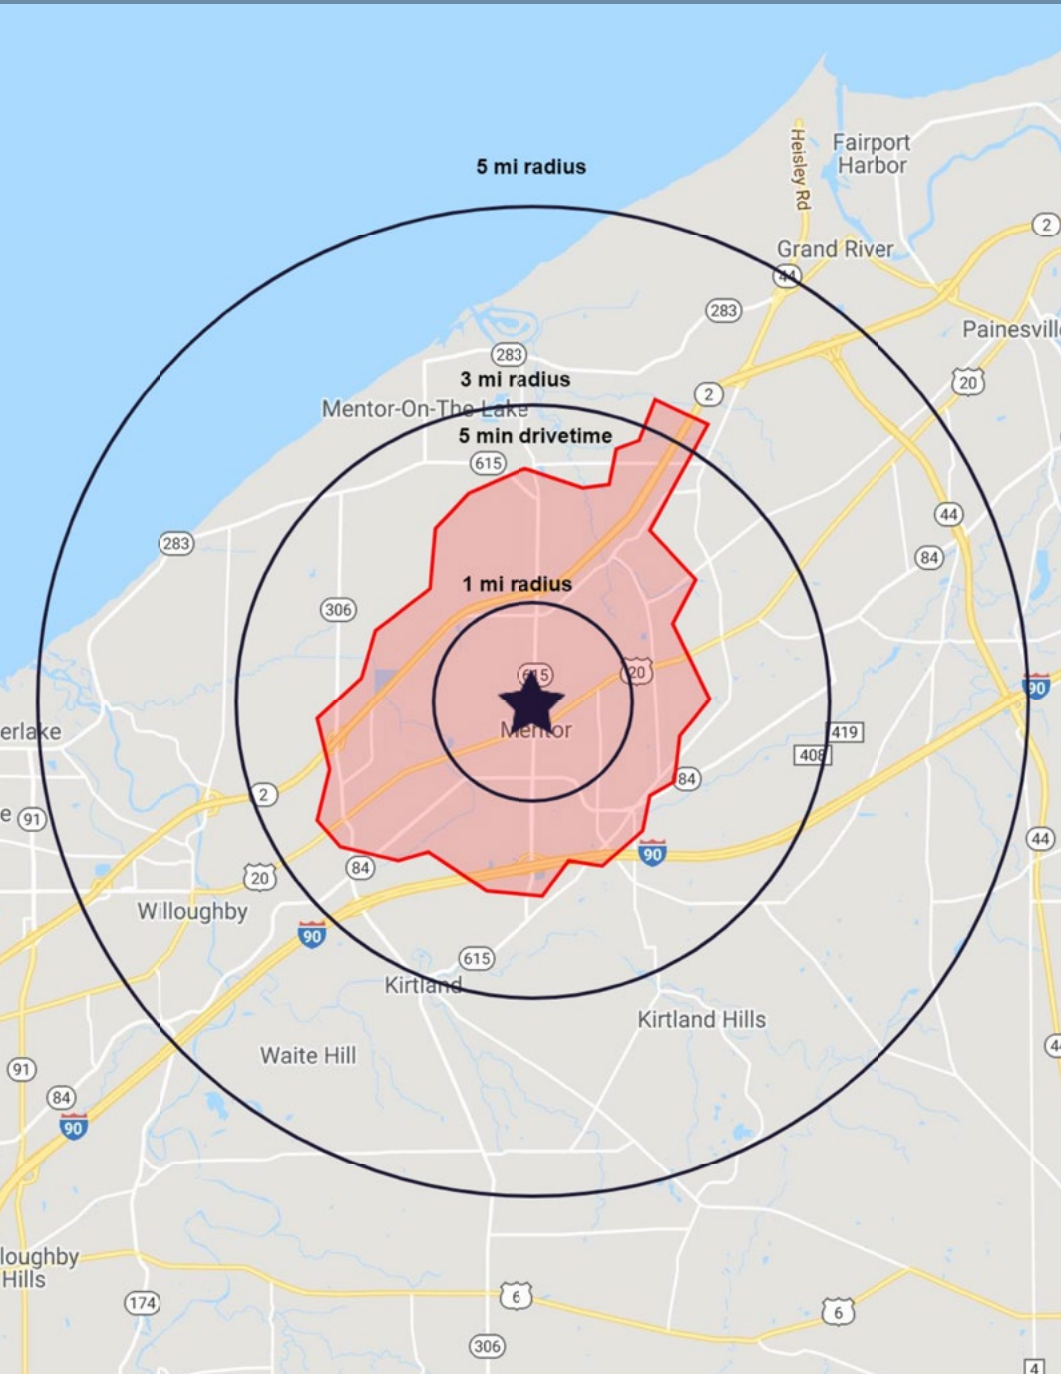 Fairport
Harbor
Heisley Rd
5 mi radius
2
Grand River
44
283
Painesvill
283
3 mi radius
20
2
Mentor-On-The Lake
5 min drivetime
615
44
283
84
1 mi radius
306
615
20
90
Mentor
erlake
419
408
84
2
e
91
44
90
84
20
Willoughby
90
615
Kirtland
Kirtland Hills
44
Waite Hill
91
84
90
loughby
Hills
6
174
6
306
4